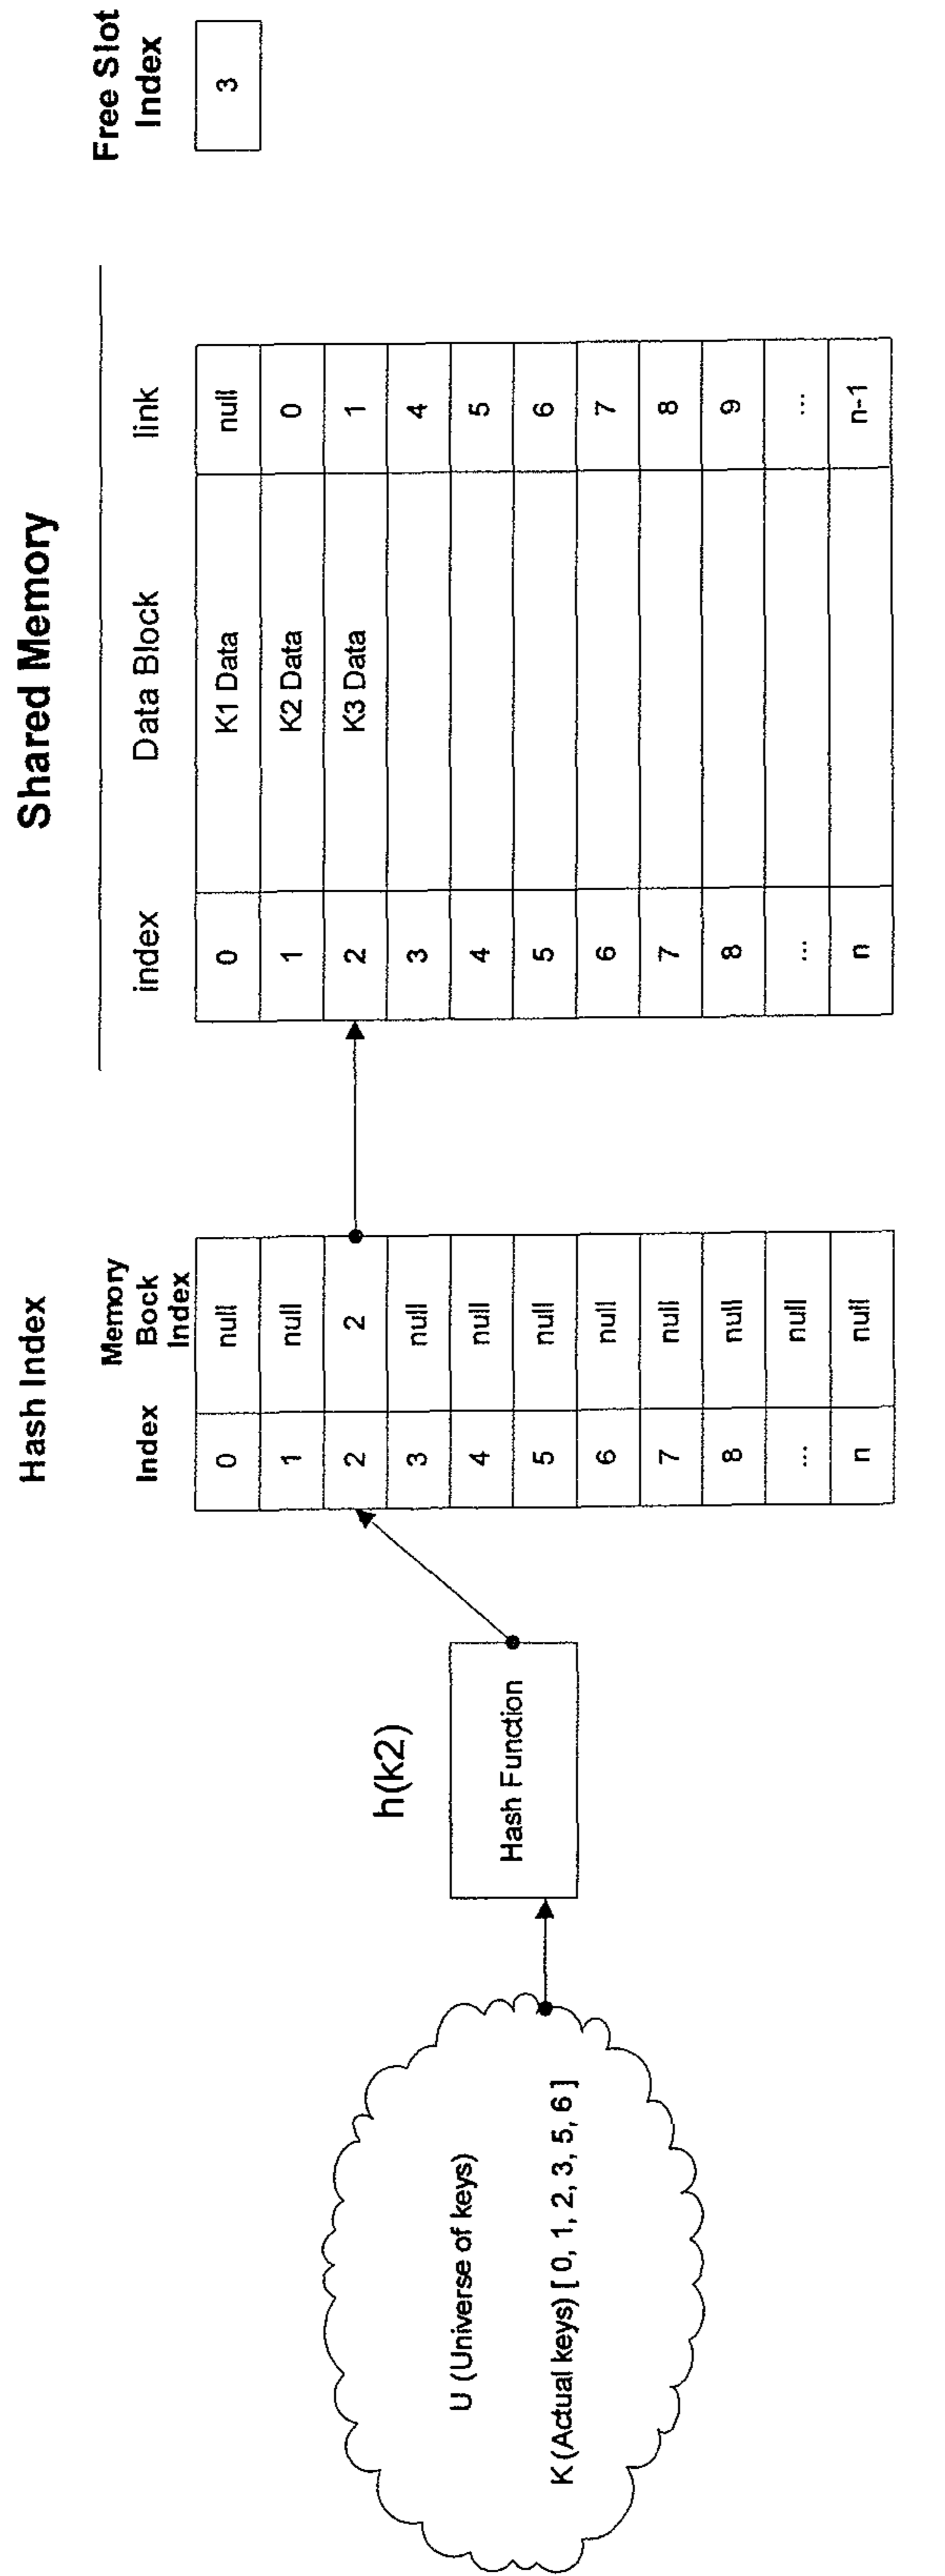 Hash Index
Shared Memory
Free Slot
Index
3
U (Universe of keys)
K (Actual keys) [ 0, 1, 2, 3, 5, 6 ]
h(k2)
Hash Function
Index Memory
Bock
Index
0 null
1 null
2 2
3 null
4 null
5 null
6 null
7 null
8 null
... null
n null
index Data Block link
0 K1 Data null
1 K2 Data 0
2 K3 Data 1
3 4
4 5
5 6
6 7
7 8
8 9
... ...
n n-1